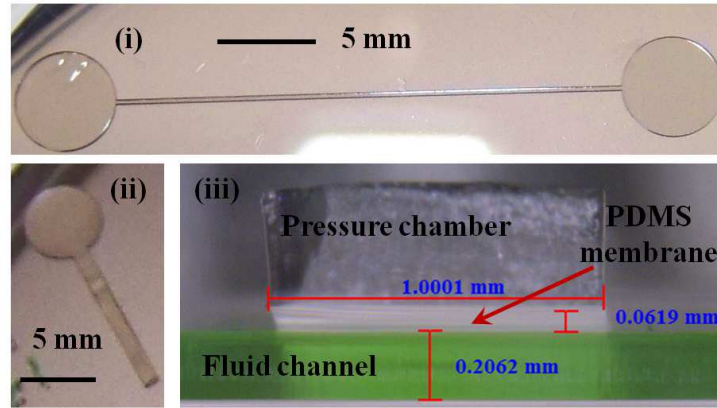 (i)
5 mm
(ii)
5 mm
(iii)
Pressure chamber
PDMS
membrane
1.0001 mm
0.0619 mm
Fluid channel
0.2062 mm